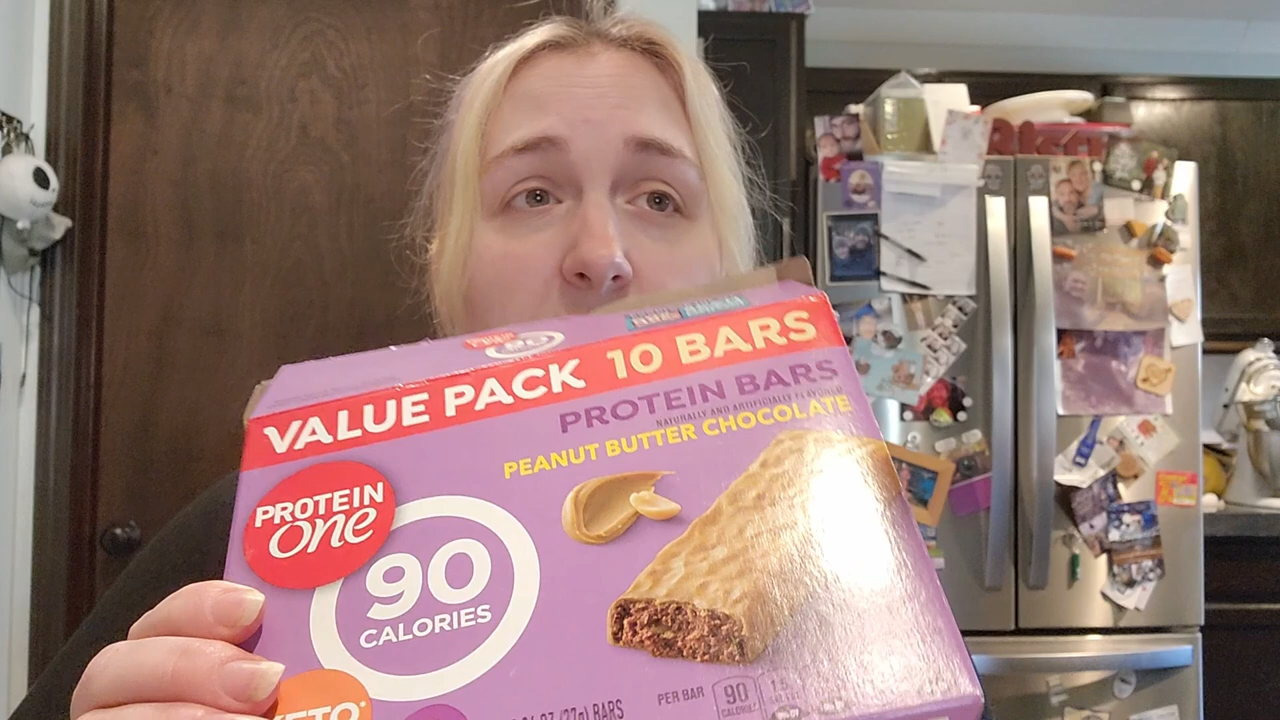 VALUE PACK 10 BARS
PROTEIN BARS
NATURALLY AND ARTIFICIALLY FLAVORED
PEANUT BUTTER CHOCOLATE
PROTEIN
one
90
CALORIES
KETO
(27g) BARS
PER BAR
90
CALORIES